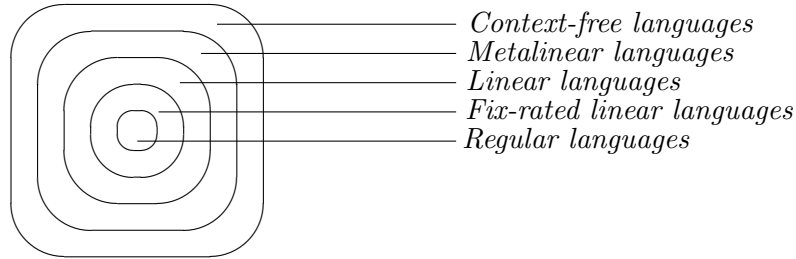 Context-free languages
Metalinear languages
Linear languages
Fix-rated linear languages
Regular languages